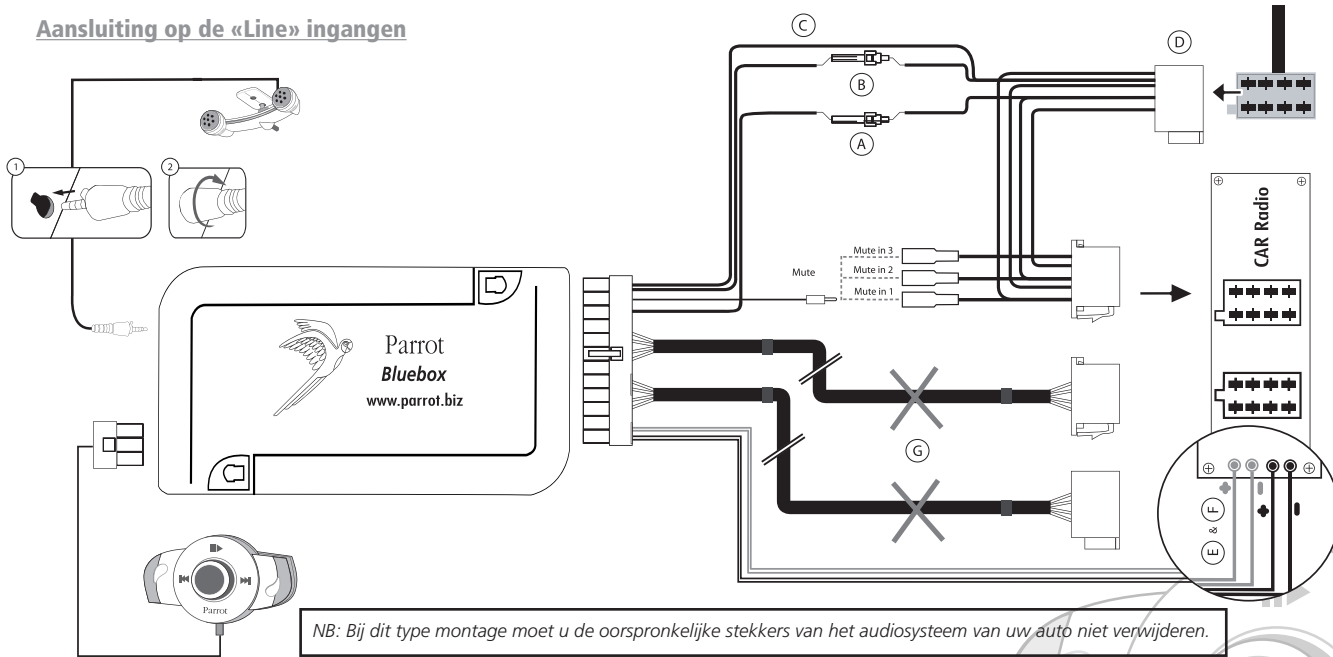 Aansluiting op de «Line» ingangen
C
D
B
A
1
2
CAR Radio
Mute in 3
Mute
Mute in 2
Mute in 1
Parrot
Bluebox
www.parrot.biz
G
E & F
Parrot
NB: Bij dit type montage moet u de oorspronkelijke stekkers van het audiosysteem van uw auto niet verwijderen.